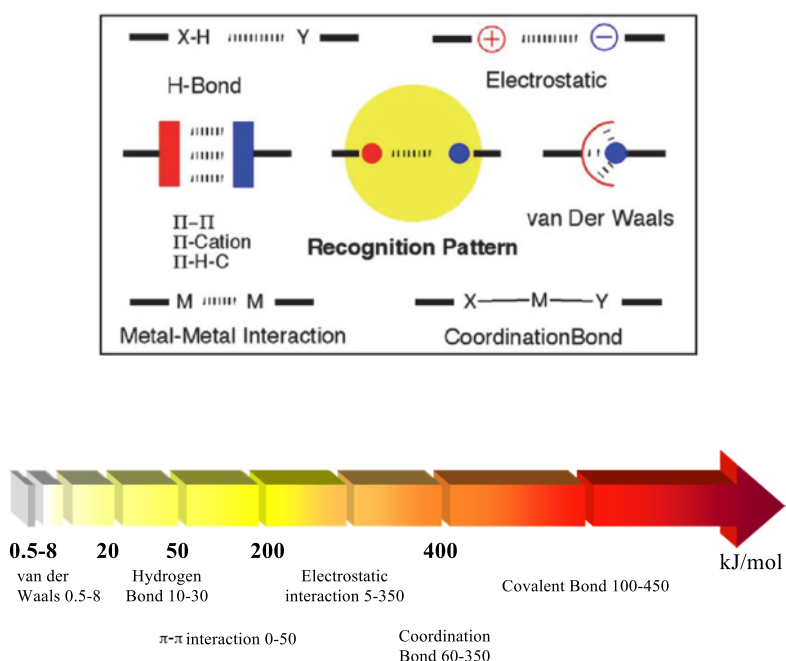 X-H Y
+ −
H-Bond
Electrostatic
Π–Π
Π-Cation
Π-H-C
Recognition Pattern
van Der Waals
M M
X M Y
Metal-Metal Interaction
CoordinationBond
0.5-8 20 50 200 400
kJ/mol
van der
Waals 0.5-8
Hydrogen
Bond 10-30
Electrostatic
interaction 5-350
Covalent Bond 100-450
π-π interaction 0-50
Coordination
Bond 60-350